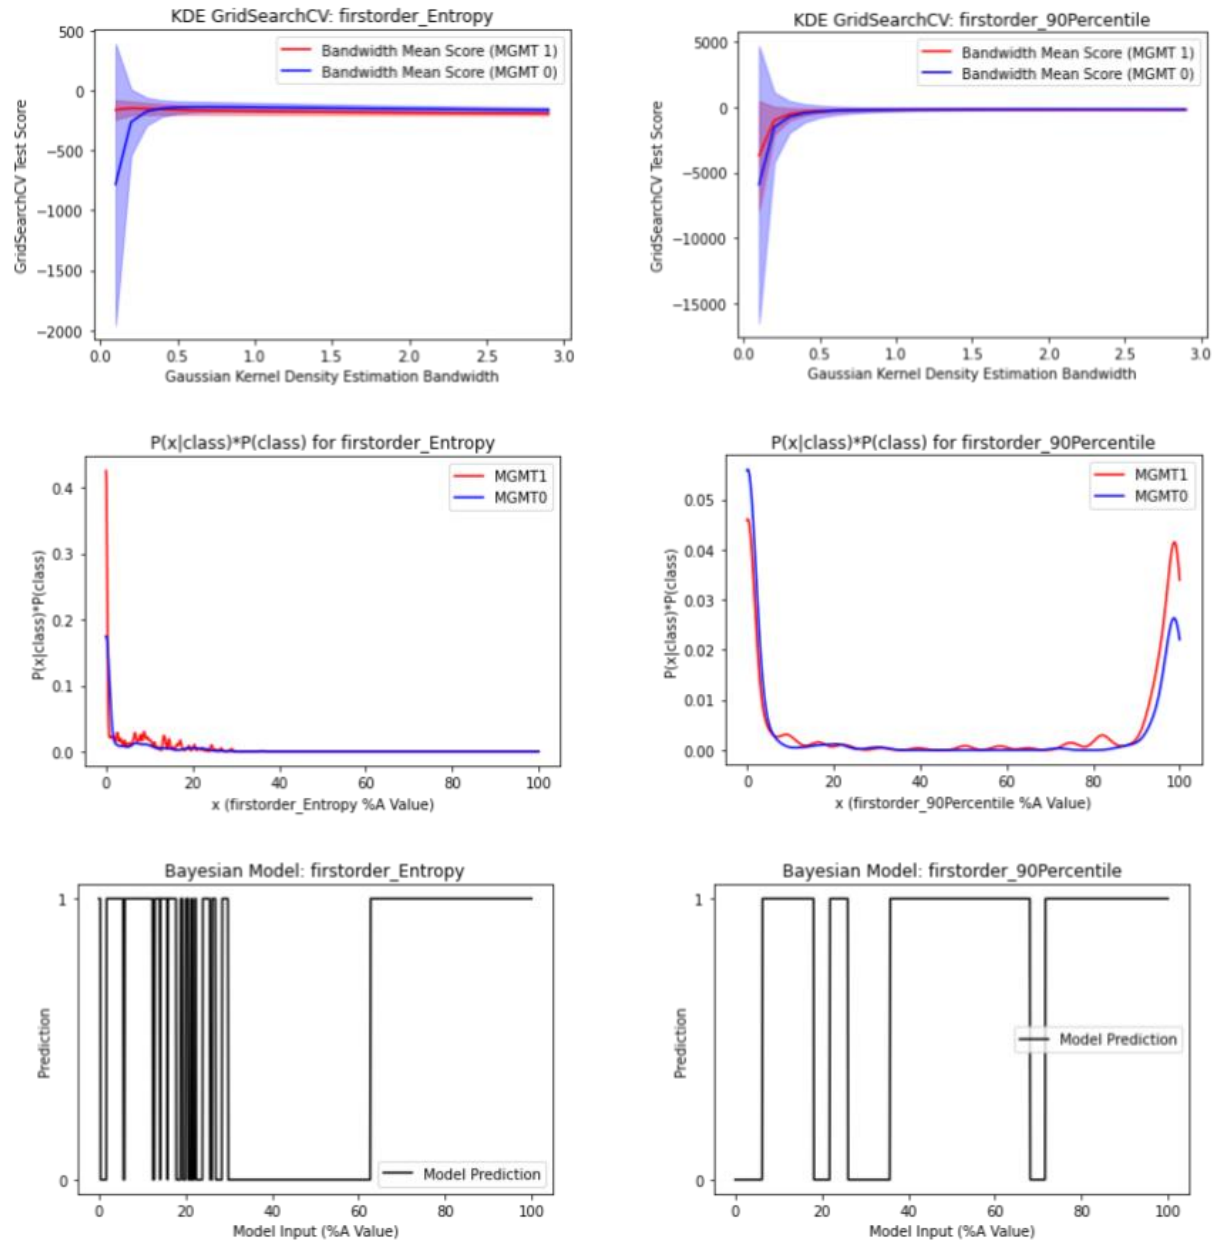 KDE GridSearchCV: firstorder_Entropy
500
0
−500
−1000
−1500
−2000
GridSearchCV Test Score
Bandwidth Mean Score (MGMT 1)
Bandwidth Mean Score (MGMT 0)
0.0 0.5 1.0 1.5 2.0 2.5 3.0
Gaussian Kernel Density Estimation Bandwidth
KDE GridSearchCV: firstorder_90Percentile
5000
0
−5000
−10000
−15000
GridSearchCV Test Score
Bandwidth Mean Score (MGMT 1)
Bandwidth Mean Score (MGMT 0)
0.0 0.5 1.0 1.5 2.0 2.5 3.0
Gaussian Kernel Density Estimation Bandwidth
P(x|class)*P(class) for firstorder_Entropy
0.4
0.3
0.2
0.1
0.0
P(x|class)*P(class)
MGMT1
MGMT0
0 20 40 60 80 100
x (firstorder_Entropy %A Value)
P(x|class)*P(class) for firstorder_90Percentile
0.05
0.04
0.03
0.02
0.01
0.00
P(x|class)*P(class)
MGMT1
MGMT0
0 20 40 60 80 100
x (firstorder_90Percentile %A Value)
Bayesian Model: firstorder_Entropy
1
0
Prediction
Model Prediction
0 20 40 60 80 100
Model Input (%A Value)
Bayesian Model: firstorder_90Percentile
1
0
Prediction
Model Prediction
0 20 40 60 80 100
Model Input (%A Value)